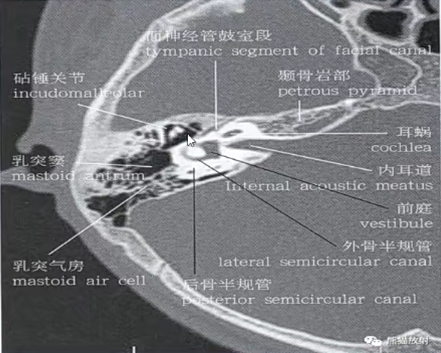 面神经管鼓室段
tympanic segment of facial canal
砧锤关节
incudomalleolar
颞骨岩部
petrous pyramid
耳蜗
cochlea
乳突窦
mastoid antrum
内耳道
Internal acoustic meatus
前庭
vestibule
外骨半规管
lateral semicircular canal
乳突气房
mastoid air cell
后骨半规管
posterior semicircular canal
熊猫放射